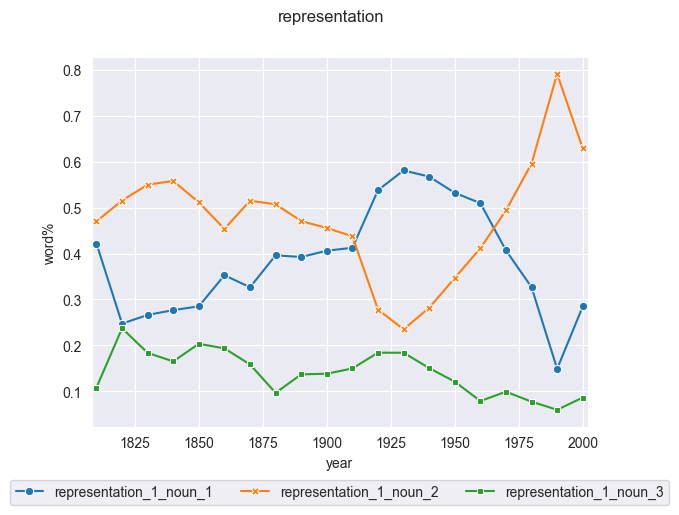 representation
0.8
0.7
0.6
0.5
0.4
0.3
0.2
0.1
word%
1825 1850 1875 1900 1925 1950 1975 2000
year
representation_1_noun_1 representation_1_noun_2 representation_1_noun_3